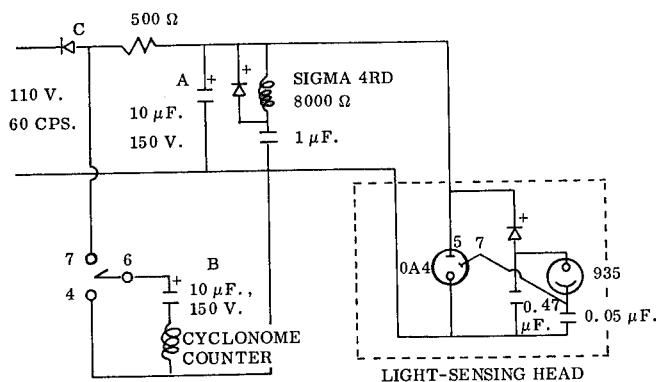 C
500 Ω
110 V.
60 CPS.
A
+
10 μF.
150 V.
+
SIGMA 4RD
8000 Ω
1 μF.
7
6
4
B
+
10 μF.,
150 V.
CYCLONOME
COUNTER
5
7
0A4
+
935
0.47
μF.
0.05 μF.
LIGHT-SENSING HEAD